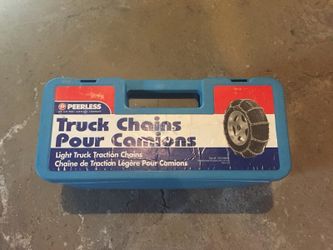 PEERLESS
Truck Chains
Pour Camions
Light Truck Traction Chains
Chaîne de Traction Légère Pour Camions